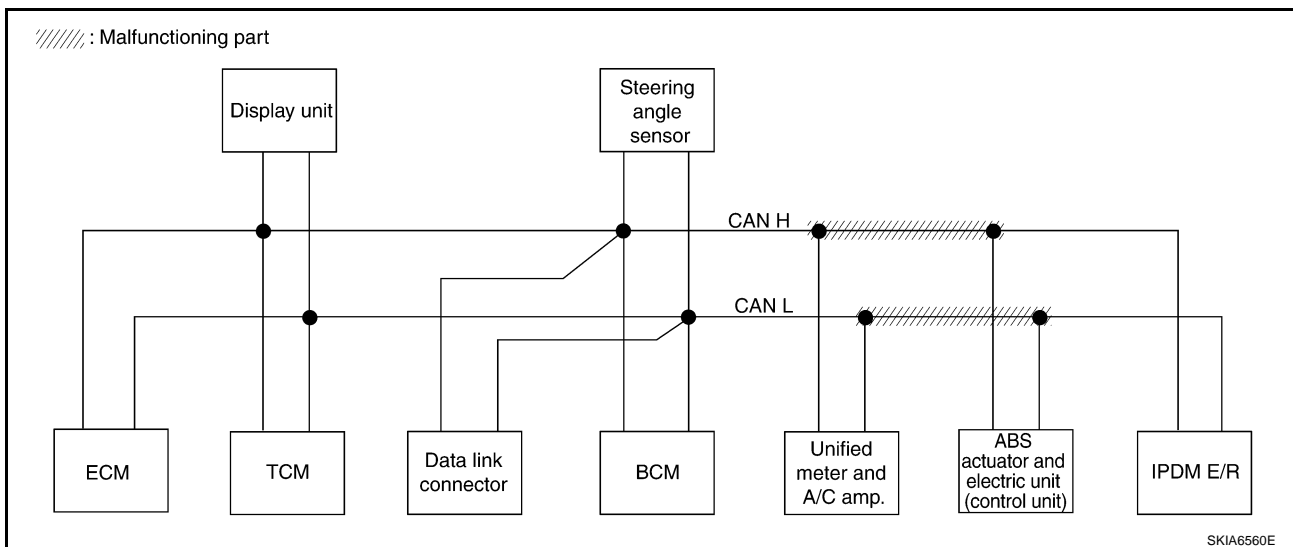 : Malfunctioning part
Display unit
Steering
angle
sensor
CAN H
CAN L
ECM
TCM
Data link
connector
BCM
Unified
meter and
A/C amp.
ABS
actuator and
electric unit
(control unit)
IPDM E/R
SKIA6560E